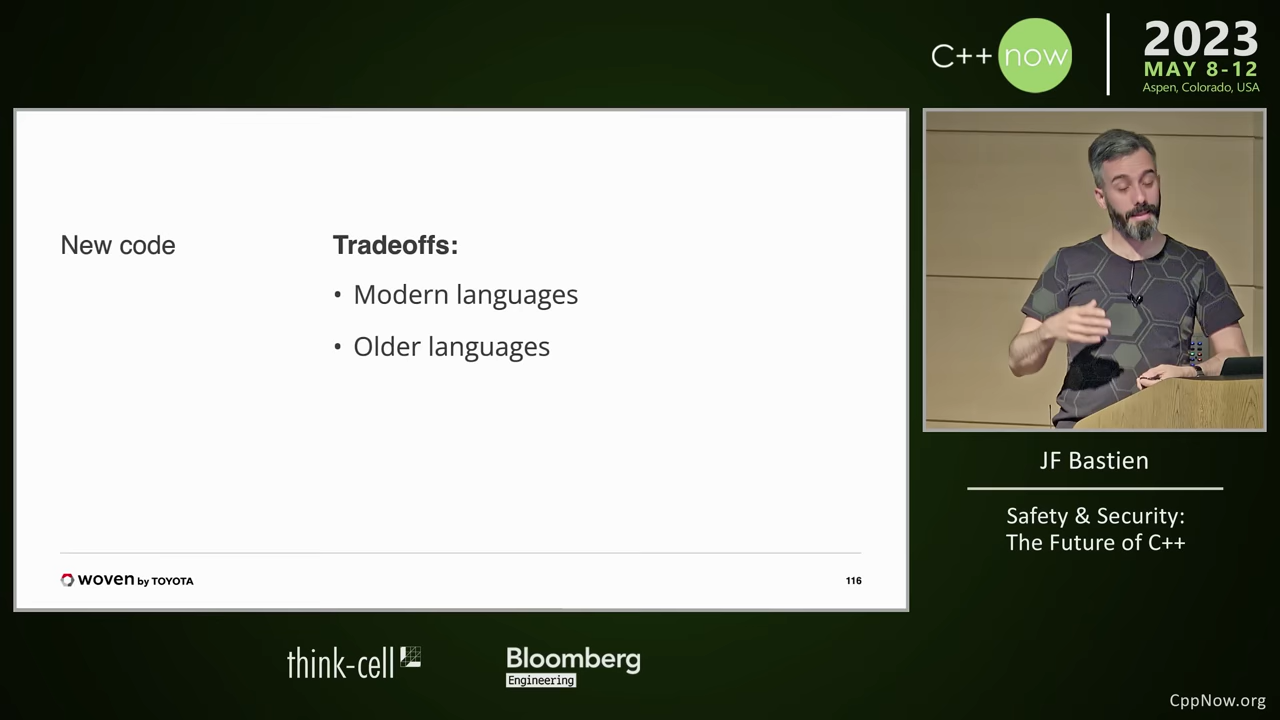 C++ now
2023
MAY 8-12
Aspen, Colorado, USA
New code
Tradeoffs:
• Modern languages
• Older languages
woven by TOYOTA
116
JF Bastien
Safety & Security:
The Future of C++
think-cell
Bloomberg
Engineering
CppNow.org